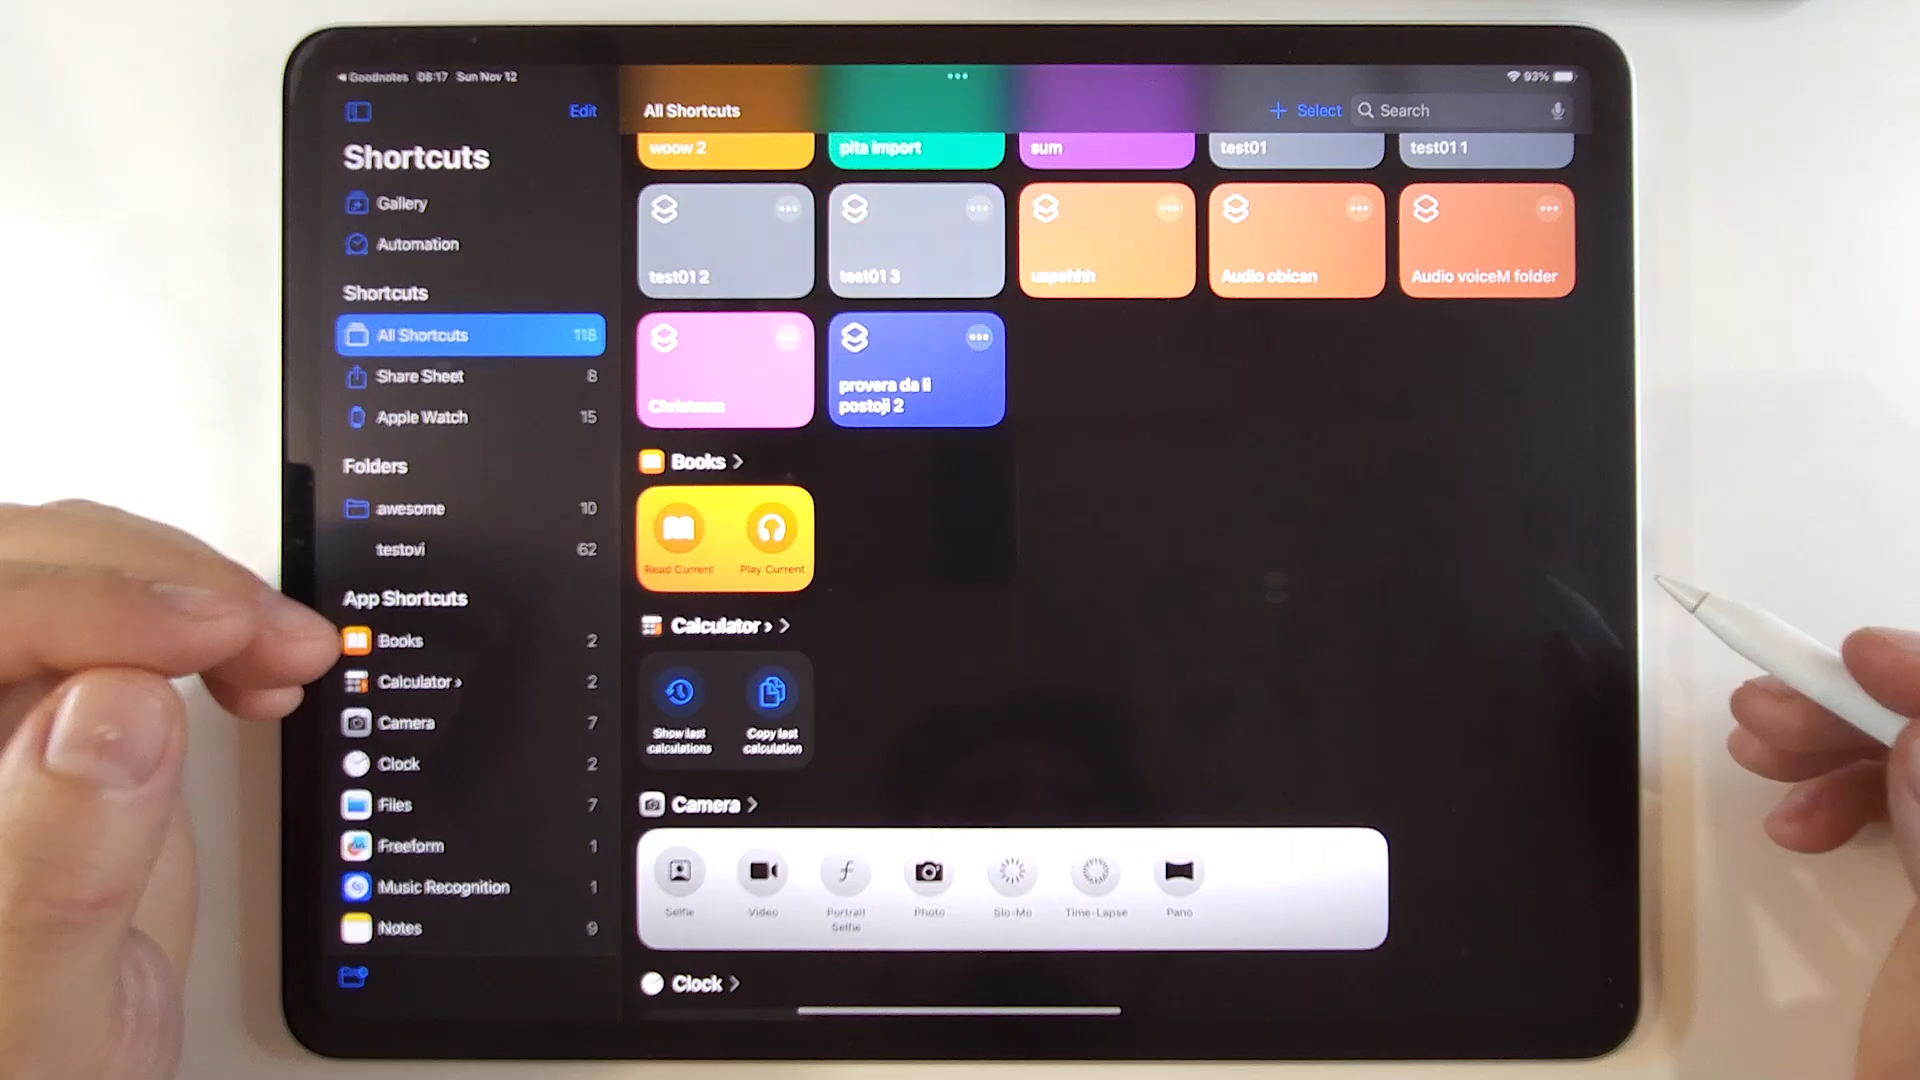 Goodnotes 08:17 Sun Nov 12
93%
Edit
Shortcuts
Gallery
Automation
Shortcuts
All Shortcuts 118
Share Sheet 8
Apple Watch 15
Folders
awesome 10
testovi 62
App Shortcuts
Books 2
Calculator › 2
Camera 7
Clock 2
Files 7
Freeform 1
Music Recognition 1
Notes 9
All Shortcuts
Select
Search
woow 2
pita import
sum
test01
test01 1
test01 2
test01 3
uspehhh
Audio obican
Audio voiceM folder
Christmas
provera da li
postoji 2
Books
Read Current
Play Current
Calculator ›
Show last
calculations
Copy last
calculation
Camera
Selfie
Video
Portrait
Selfie
Photo
Slo-Mo
Time-Lapse
Pano
Clock